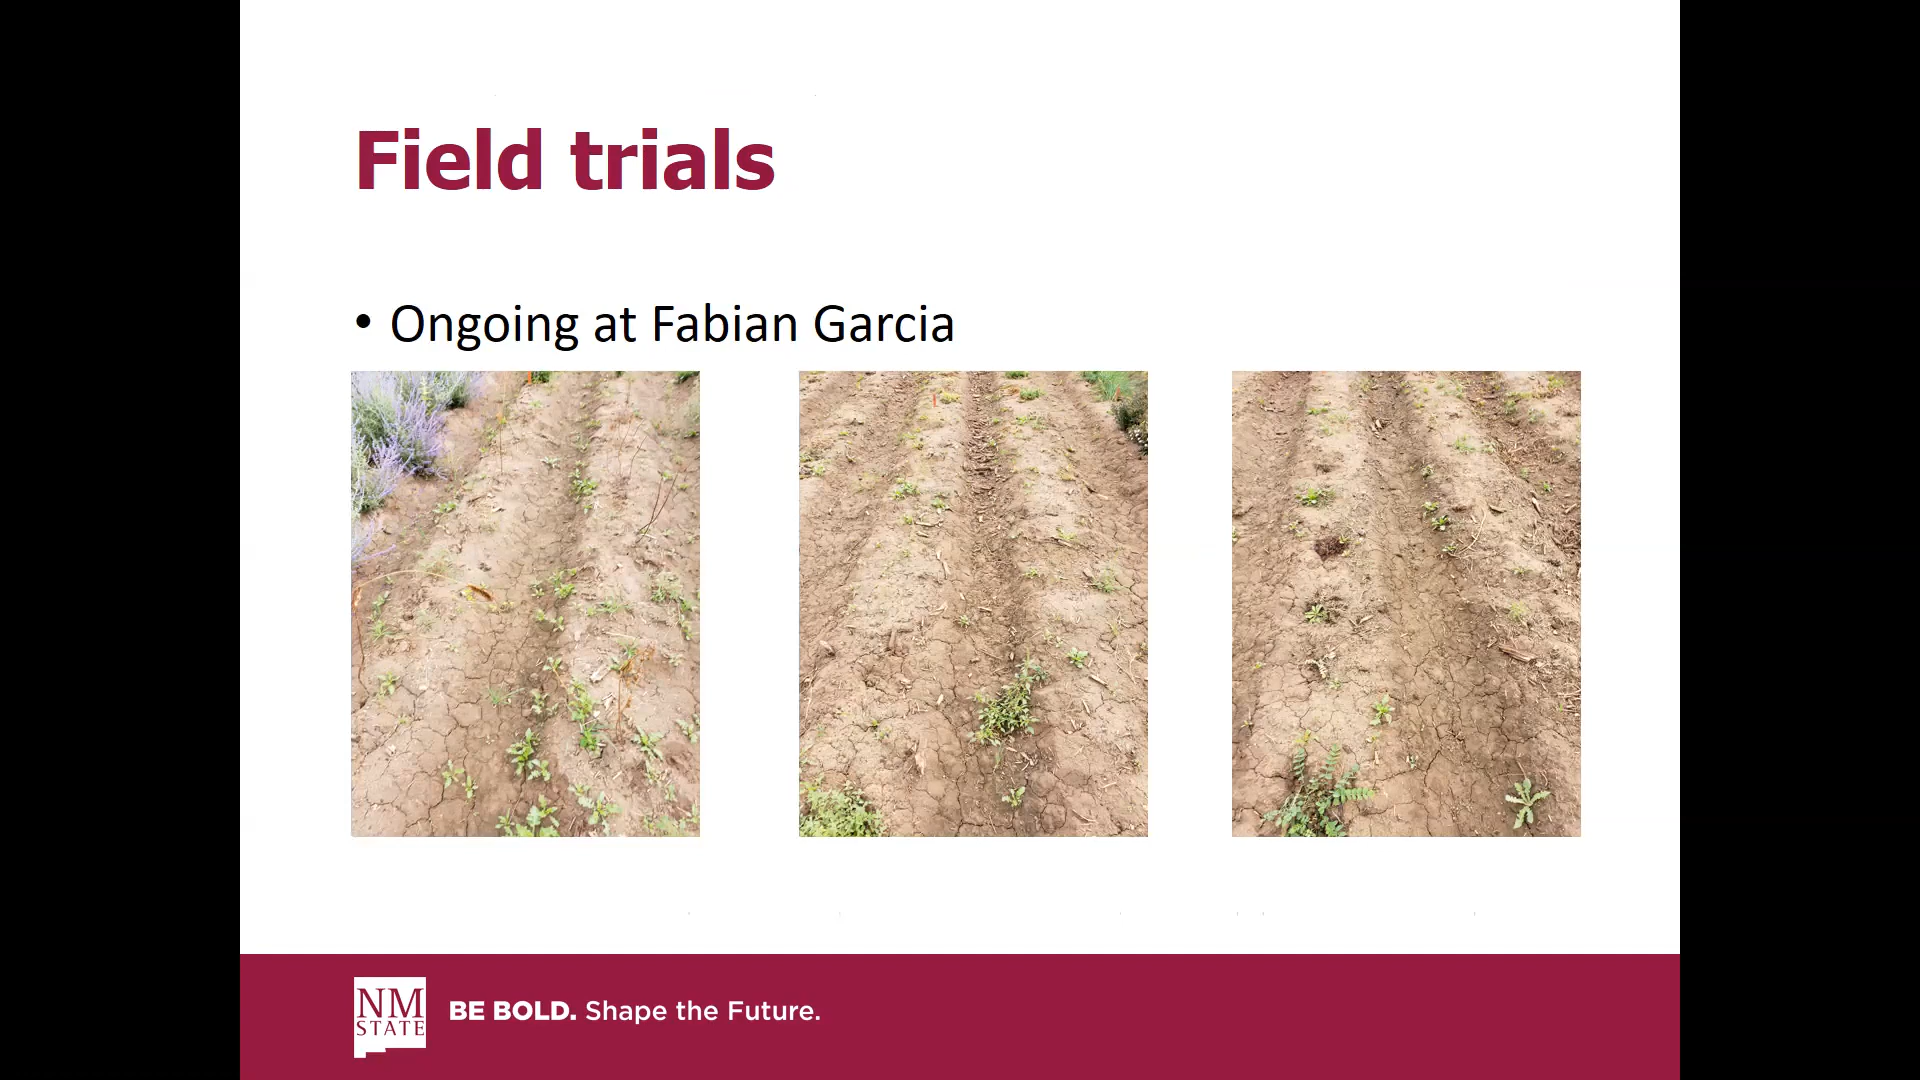 Field trials
• Ongoing at Fabian Garcia
NM
STATE
BE BOLD. Shape the Future.